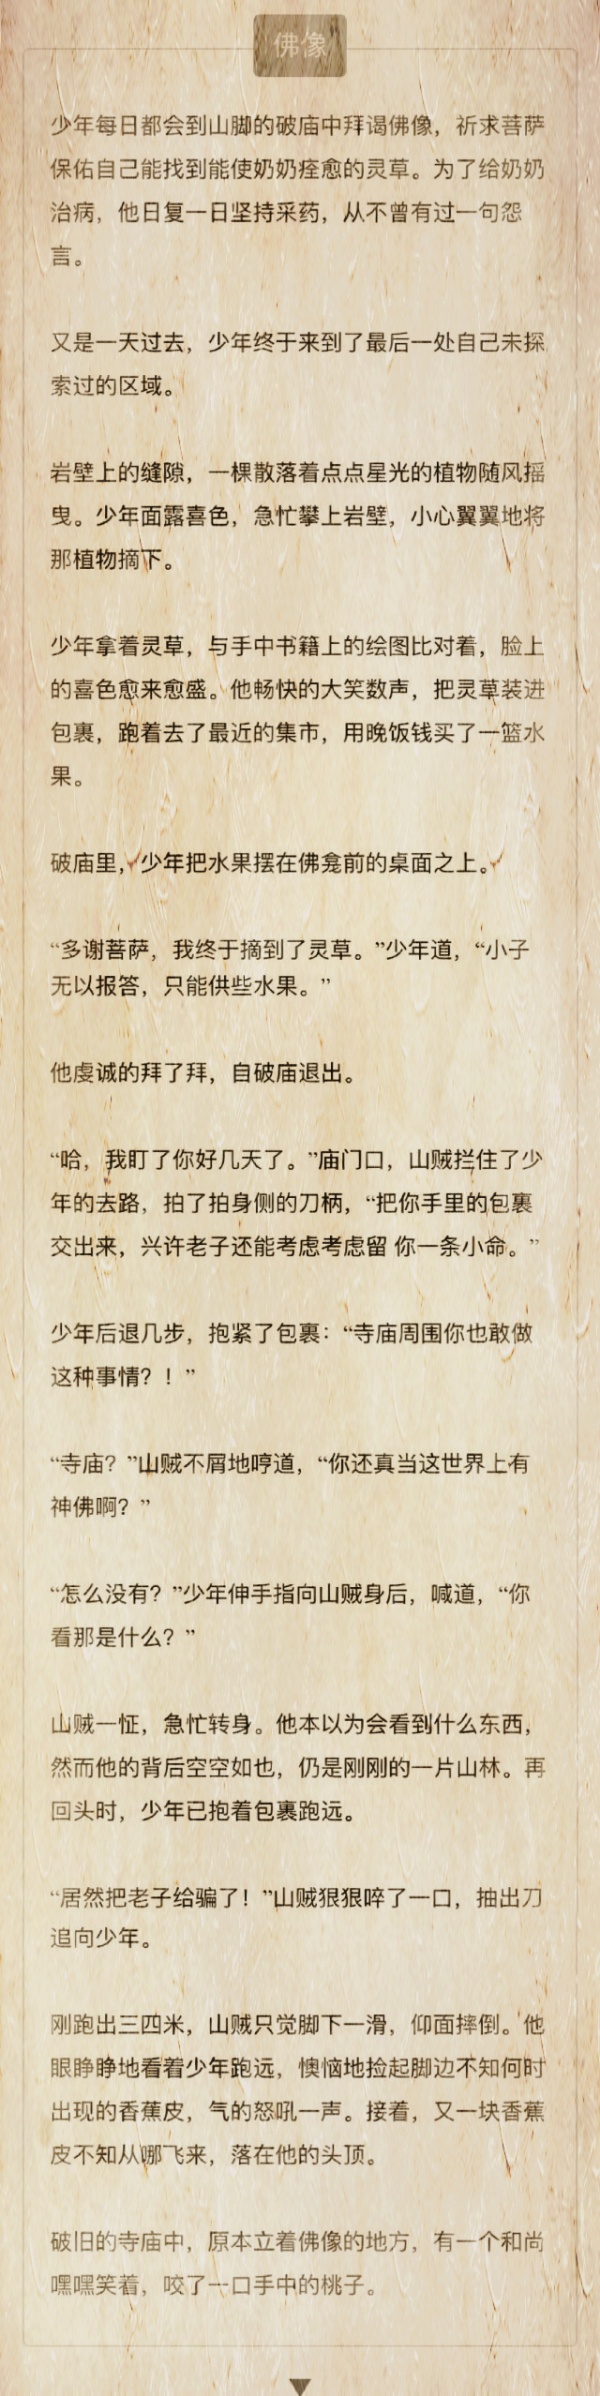 佛像
少年每日都会到山脚的破庙中拜谒佛像，祈求菩萨
保佑自己能找到能使奶奶痊愈的灵草。为了给奶奶
治病，他日复一日坚持采药，从不曾有过一句怨
言。
又是一天过去，少年终于来到了最后一处自己未探
索过的区域。
岩壁上的缝隙，一棵散落着点点星光的植物随风摇
曳。少年面露喜色，急忙攀上岩壁，小心翼翼地将
那植物摘下。
少年拿着灵草，与手中书籍上的绘图比对着，脸上
的喜色愈来愈盛。他畅快的大笑数声，把灵草装进
包裹，跑着去了最近的集市，用晚饭钱买了一篮水
果。
破庙里，少年把水果摆在佛龛前的桌面之上。
“多谢菩萨，我终于摘到了灵草。”少年道，“小子
无以报答，只能供些水果。”
他虔诚的拜了拜，自破庙退出。
“哈，我盯了你好几天了。”庙门口，山贼拦住了少
年的去路，拍了拍身侧的刀柄，“把你手里的包裹
交出来，兴许老子还能考虑考虑留 你一条小命。”
少年后退几步，抱紧了包裹：“寺庙周围你也敢做
这种事情？！”
“寺庙？”山贼不屑地哼道，“你还真当这世界上有
神佛啊？”
“怎么没有？”少年伸手指向山贼身后，喊道，“你
看那是什么？”
山贼一怔，急忙转身。他本以为会看到什么东西，
然而他的背后空空如也，仍是刚刚的一片山林。再
回头时，少年已抱着包裹跑远。
“居然把老子给骗了！”山贼狠狠啐了一口，抽出刀
追向少年。
刚跑出三四米，山贼只觉脚下一滑，仰面摔倒。他
眼睁睁地看着少年跑远，懊恼地捡起脚边不知何时
出现的香蕉皮，气的怒吼一声。接着，又一块香蕉
皮不知从哪飞来，落在他的头顶。
破旧的寺庙中，原本立着佛像的地方，有一个和尚
嘿嘿笑着，咬了一口手中的桃子。